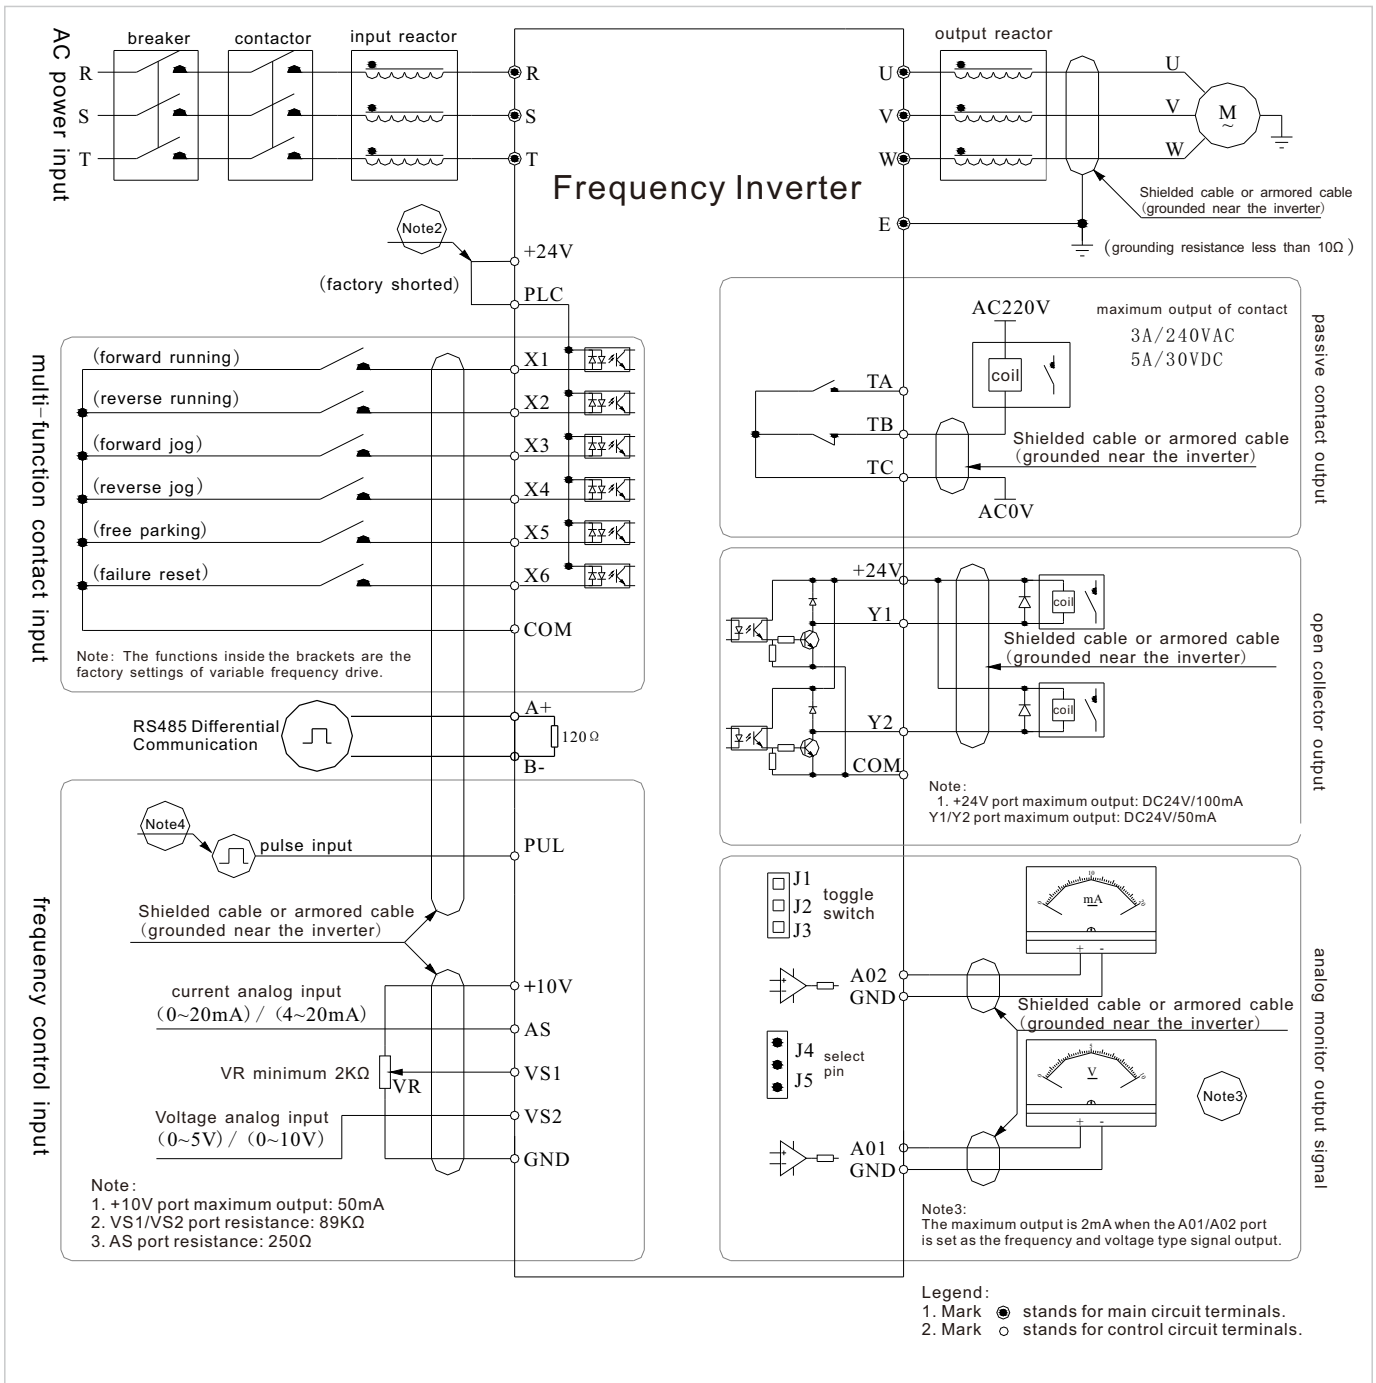 AC power input
breaker
contactor
input reactor
R
S
T
R
S
T
Frequency Inverter
output reactor
U
V
W
U
V
W
M
~
Shielded cable or armored cable
(grounded near the inverter)
E
(grounding resistance less than 10Ω)
Note2
+24V
(factory shorted)
PLC
multi-function contact input
(forward running)
X1
(reverse running)
X2
(forward jog)
X3
(reverse jog)
X4
(free parking)
X5
(failure reset)
X6
COM
Note: The functions inside the brackets are the
factory settings of variable frequency drive.
RS485 Differential
Communication
A+
120Ω
B-
frequency control input
Note4
pulse input
PUL
Shielded cable or armored cable
(grounded near the inverter)
+10V
current analog input
(0~20mA) / (4~20mA)
AS
VR minimum 2KΩ
VR
VS1
Voltage analog input
(0~5V) / (0~10V)
VS2
GND
Note:
1. +10V port maximum output: 50mA
2. VS1/VS2 port resistance: 89KΩ
3. AS port resistance: 250Ω
passive contact output
AC220V
maximum output of contact
3A/240VAC
5A/30VDC
coil
TA
TB
TC
Shielded cable or armored cable
(grounded near the inverter)
AC0V
open collector output
+24V
Y1
coil
Shielded cable or armored cable
(grounded near the inverter)
Y2
coil
COM
Note:
1. +24V port maximum output: DC24V/100mA
Y1/Y2 port maximum output: DC24V/50mA
analog monitor output signal
J1
J2
J3
toggle
switch
0
10
20
mA
+ -
A02
GND
Shielded cable or armored cable
(grounded near the inverter)
J4
J5
select
pin
0
5
10
V
+ -
Note3
A01
GND
Note3:
The maximum output is 2mA when the A01/A02 port
is set as the frequency and voltage type signal output.
Legend:
1. Mark stands for main circuit terminals.
2. Mark stands for control circuit terminals.